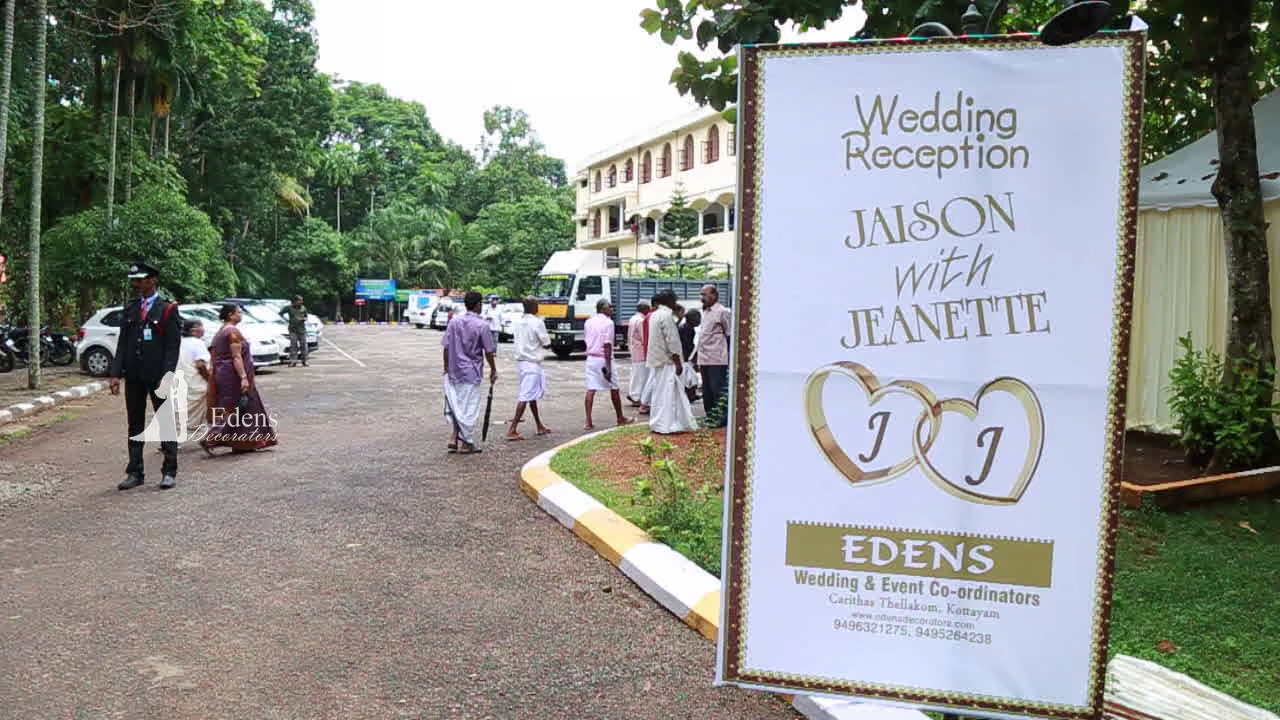 Wedding
Reception
JAISON
with
JEANETTE
J J
EDENS
Wedding & Event Co-ordinators
Carithas Thellakom, Kottayam
www.edensdecorators.com
9496321275, 9495264238
Edens
Decorators